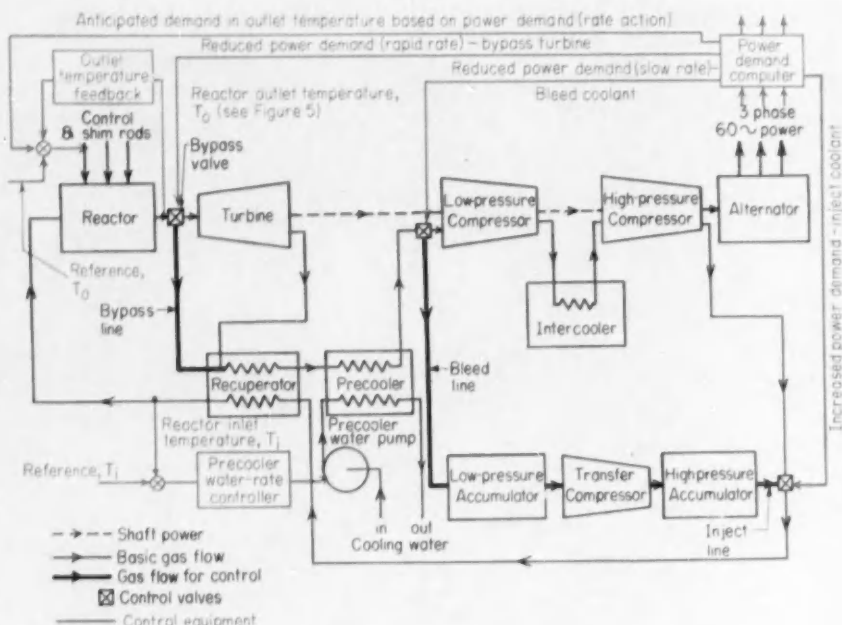 Anticipated demand in outlet temperature based on power demand (rate action)
Reduced power demand (rapid rate) - bypass turbine
Reduced power demand (slow rate)
Bleed coolant
Power
demand
computer
Outlet
temperature
feedback
Reactor outlet temperature,
To (see Figure 5)
Control
& shim rods
Bypass
valve
3 phase
60~ power
Reactor
Turbine
Low-pressure
Compressor
High-pressure
Compressor
Alternator
Reference,
To
Bypass
line
Intercooler
Increased power demand - inject coolant
Recuperator
Precooler
Bleed
line
Reactor inlet
temperature, Ti
Precooler
water pump
Reference, Ti
Precooler
water-rate
controller
Low-pressure
Accumulator
Transfer
Compressor
High-pressure
Accumulator
in out
Cooling water
Inject
line
Shaft power
Basic gas flow
Gas flow for control
Control valves
Control equipment